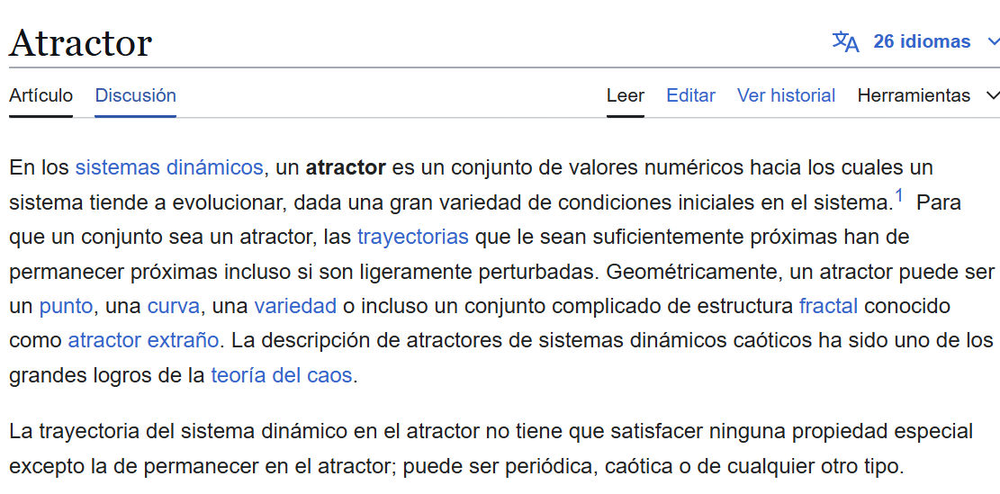 Atractor
26 idiomas
Artículo Discusión Leer Editar Ver historial Herramientas
En los sistemas dinámicos, un atractor es un conjunto de valores numéricos hacia los cuales un
sistema tiende a evolucionar, dada una gran variedad de condiciones iniciales en el sistema.1 Para
que un conjunto sea un atractor, las trayectorias que le sean suficientemente próximas han de
permanecer próximas incluso si son ligeramente perturbadas. Geométricamente, un atractor puede ser
un punto, una curva, una variedad o incluso un conjunto complicado de estructura fractal conocido
como atractor extraño. La descripción de atractores de sistemas dinámicos caóticos ha sido uno de los
grandes logros de la teoría del caos.
La trayectoria del sistema dinámico en el atractor no tiene que satisfacer ninguna propiedad especial
excepto la de permanecer en el atractor; puede ser periódica, caótica o de cualquier otro tipo.